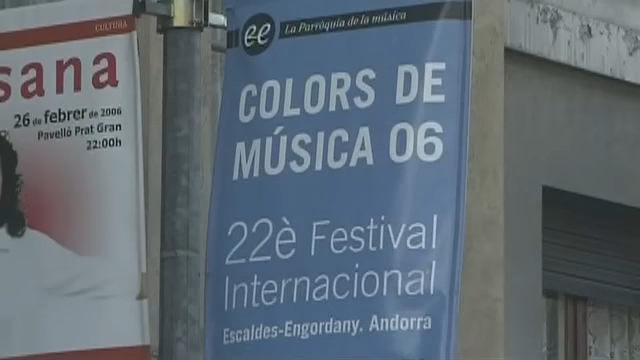 CULTURA
sana
26 de febrer de 2006
Pavelló Prat Gran
22:00h
ee La Parròquia de la música
COLORS DE
MÚSICA 06
22è Festival
Internacional
Escaldes-Engordany. Andorra